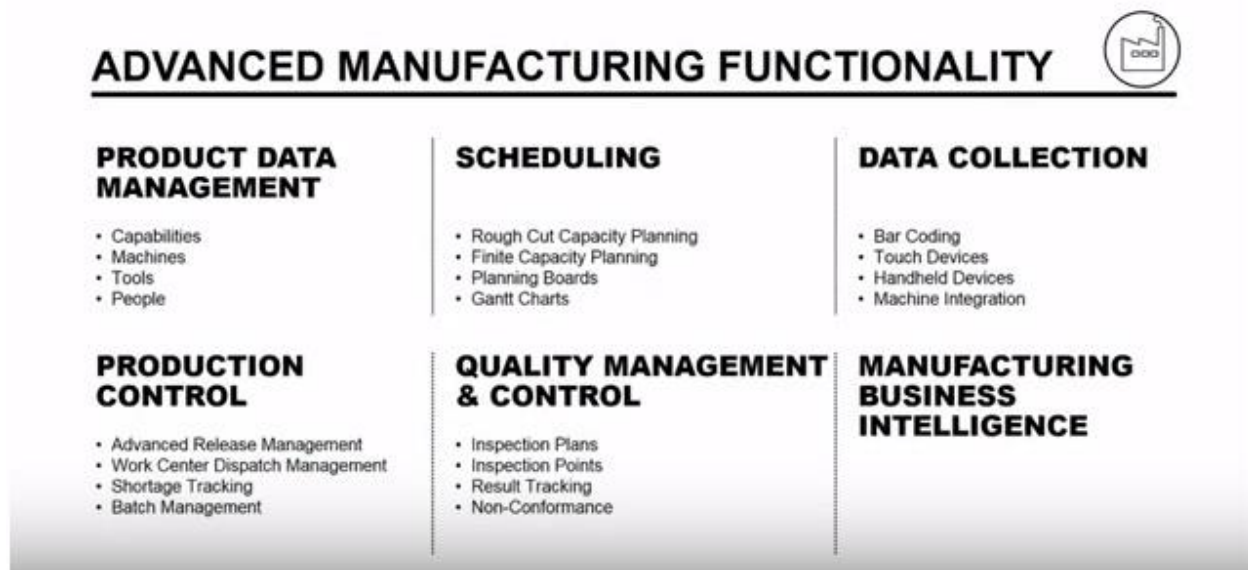 ADVANCED MANUFACTURING FUNCTIONALITY
PRODUCT DATA
MANAGEMENT
• Capabilities
• Machines
• Tools
• People
SCHEDULING
• Rough Cut Capacity Planning
• Finite Capacity Planning
• Planning Boards
• Gantt Charts
DATA COLLECTION
• Bar Coding
• Touch Devices
• Handheld Devices
• Machine Integration
PRODUCTION
CONTROL
• Advanced Release Management
• Work Center Dispatch Management
• Shortage Tracking
• Batch Management
QUALITY MANAGEMENT
& CONTROL
• Inspection Plans
• Inspection Points
• Result Tracking
• Non-Conformance
MANUFACTURING
BUSINESS
INTELLIGENCE